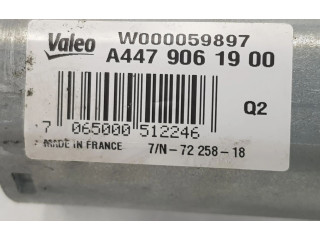 Valeo W000059897
A447 906 19 00
Q2
7 065000 512246
MADE IN FRANCE 7/N-72 258-18